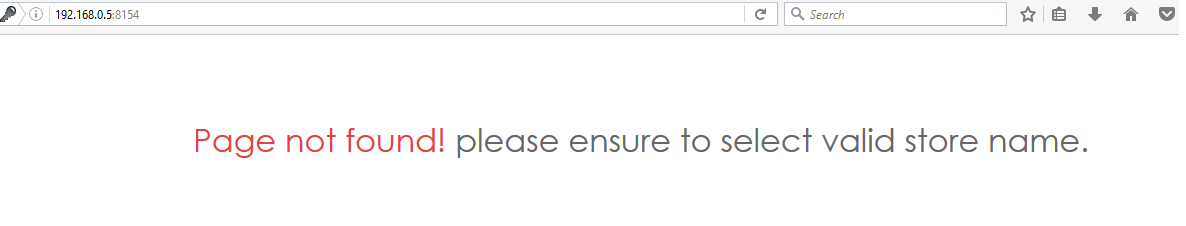 192.168.0.5:8154
Search
Page not found! please ensure to select valid store name.